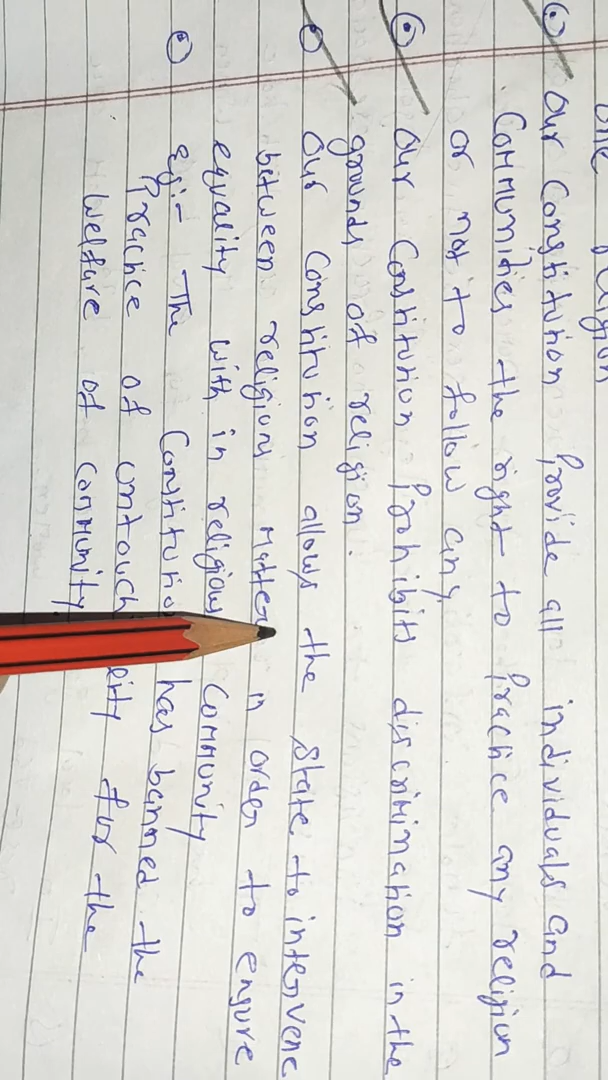 one religion
Our Constitution Provide all individuals and
Communities the right to Practice any religion
or not to follow any
Our Constitution Prohibits discrimination in the
grounds of religion.
Our Constitution allows the State to intervene
between religion in order to ensure
equality with in religious Community
eg:- The Constitution has banned the
Practice of for the
welfare of Community